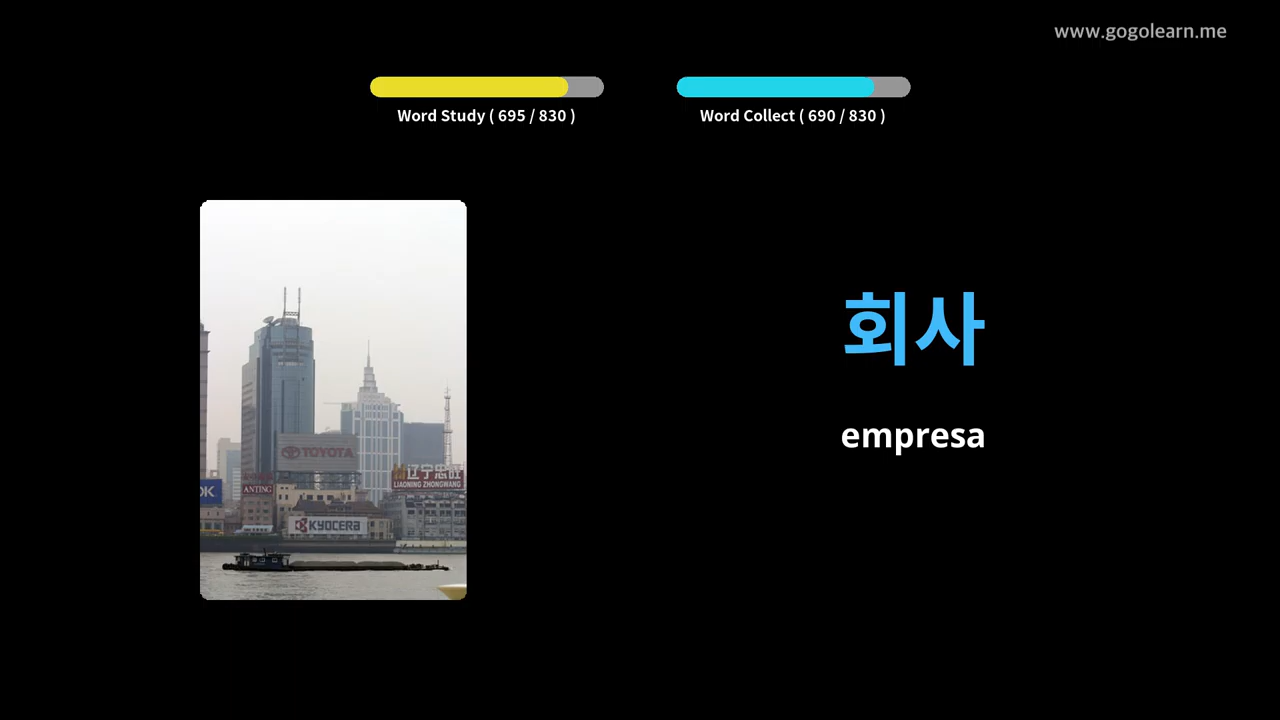 www.gogolearn.me
Word Study ( 695 / 830 )
Word Collect ( 690 / 830 )
회사
empresa
TOYOTA
辽宁忠旺
LIAONING ZHONGWANG
OK
ANTING
KYOCERA